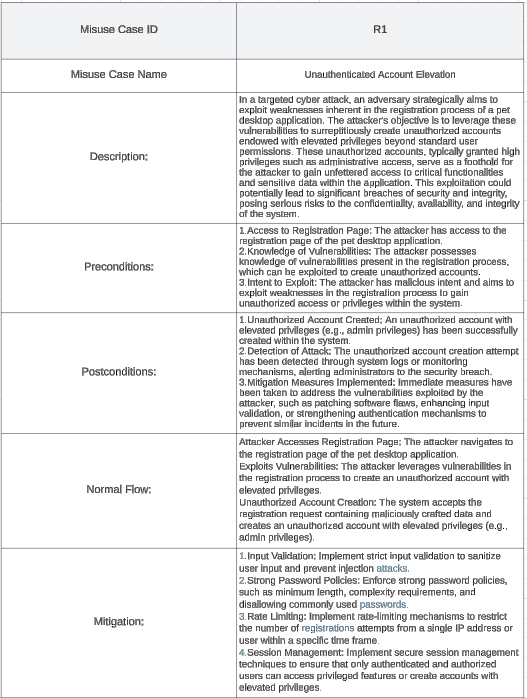 Misuse Case ID
R1
Misuse Case Name
Unauthenticated Account Elevation
Description:
In a targeted cyber attack, an adversary strategically aims to
exploit weaknesses inherent in the registration process of a pet
desktop application. The attacker's objective is to leverage these
vulnerabilities to surreptitiously create unauthorized accounts
endowed with elevated privileges beyond standard user
permissions. These unauthorized accounts, typically granted high
privileges such as administrative access, serve as a foothold for
the attacker to gain unfettered access to critical functionalities
and sensitive data within the application. This exploitation could
potentially lead to significant breaches of security and integrity,
posing serious risks to the confidentiality, availability, and integrity
of the system.
Preconditions:
1.Access to Registration Page: The attacker has access to the
registration page of the pet desktop application.
2.Knowledge of Vulnerabilities: The attacker possesses
knowledge of vulnerabilities present in the registration process,
which can be exploited to create unauthorized accounts.
3.Intent to Exploit: The attacker has malicious intent and aims to
exploit weaknesses in the registration process to gain
unauthorized access or privileges within the system.
Postconditions:
1.Unauthorized Account Created; An unauthorized account with
elevated privileges (e.g., admin privileges) has been successfully
created within the system.
2.Detection of Attack: The unauthorized account creation attempt
has been detected through system logs or monitoring
mechanisms, alerting administrators to the security breach.
3.Mitigation Measures Implemented: Immediate measures have
been taken to address the vulnerabilities exploited by the
attacker, such as patching software flaws, enhancing input
validation, or strengthening authentication mechanisms to
prevent similar incidents in the future.
Normal Flow:
Attacker Accesses Registration Page; The attacker navigates to
the registration page of the pet desktop application.
Exploits Vulnerabilities: The attacker leverages vulnerabilities in
the registration process to create an unauthorized account with
elevated privileges.
Unauthorized Account Creation: The system accepts the
registration request containing maliciously crafted data and
creates an unauthorized account with elevated privileges (e.g.,
admin privileges).
Mitigation:
1.Input Validation: Implement strict input validation to sanitize
user input and prevent injection attacks.
2.Strong Password Policies: Enforce strong password policies,
such as minimum length, complexity requirements, and
disallowing commonly used passwords.
3.Rate Limiting: Implement rate-limiting mechanisms to restrict
the number of registrations attempts from a single IP address or
user within a specific time frame.
4.Session Management: Implement secure session management
techniques to ensure that only authenticated and authorized
users can access privileged features or create accounts with
elevated privileges.